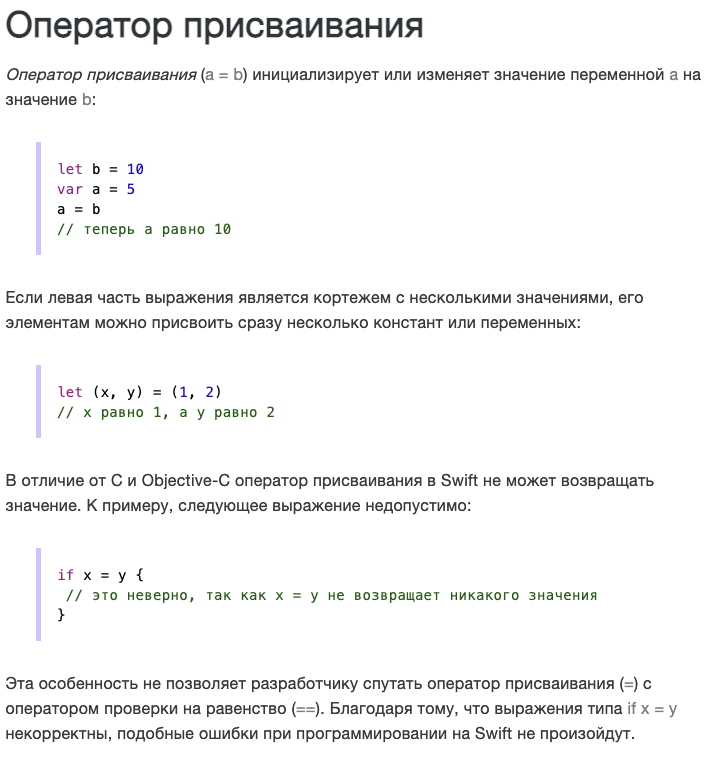 Оператор присваивания
Оператор присваивания (a = b) инициализирует или изменяет значение переменной a на
значение b:
let b = 10
var a = 5
a = b
// теперь a равно 10
Если левая часть выражения является кортежем с несколькими значениями, его
элементам можно присвоить сразу несколько констант или переменных:
let (x, y) = (1, 2)
// x равно 1, а y равно 2
В отличие от C и Objective-C оператор присваивания в Swift не может возвращать
значение. К примеру, следующее выражение недопустимо:
if x = y {
 // это неверно, так как x = y не возвращает никакого значения
}
Эта особенность не позволяет разработчику спутать оператор присваивания (=) с
оператором проверки на равенство (==). Благодаря тому, что выражения типа if x = y
некорректны, подобные ошибки при программировании на Swift не произойдут.